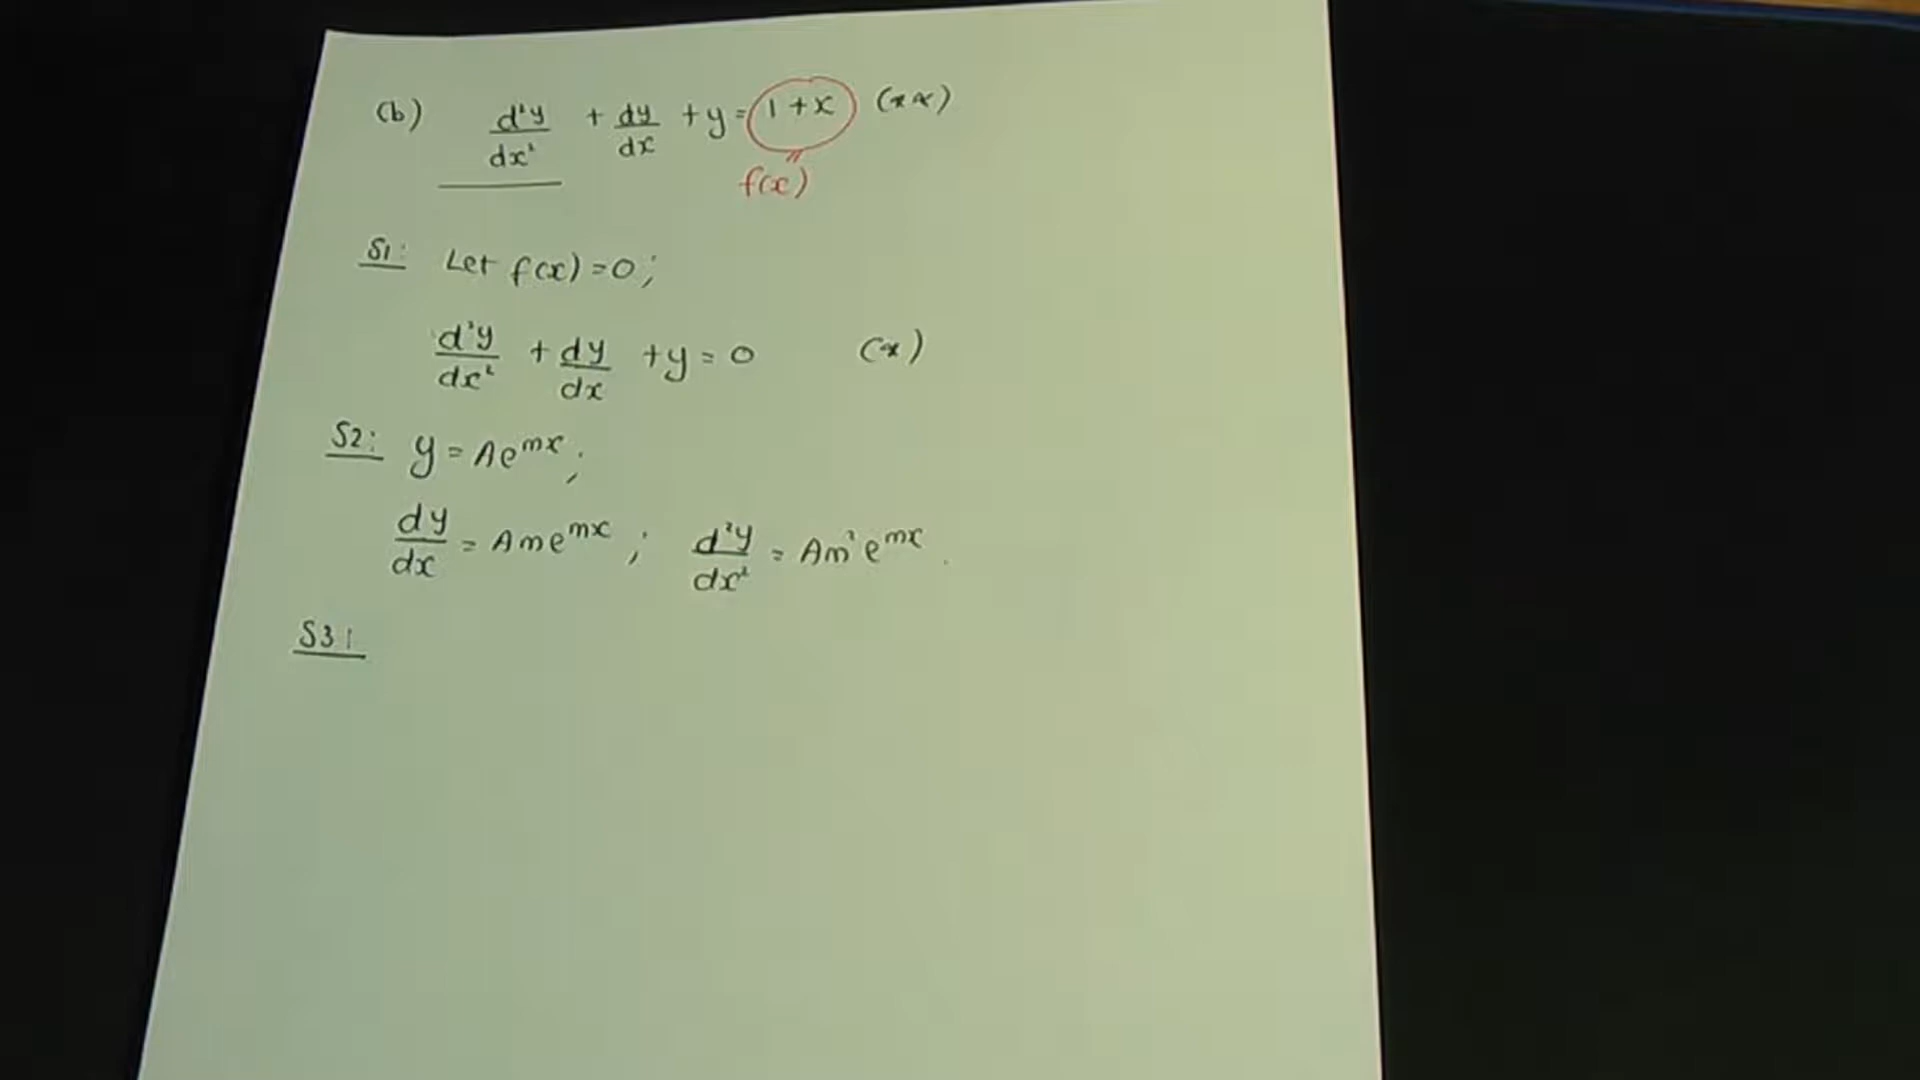 (b) d²y/dx² + dy/dx + y = 1 + x (**)
f(x)
S1: Let f(x) = 0;
d²y/dx² + dy/dx + y = 0 (*)
S2: y = Ae^mx;
dy/dx = Ame^mx; d²y/dx² = Am²e^mx.
S3: